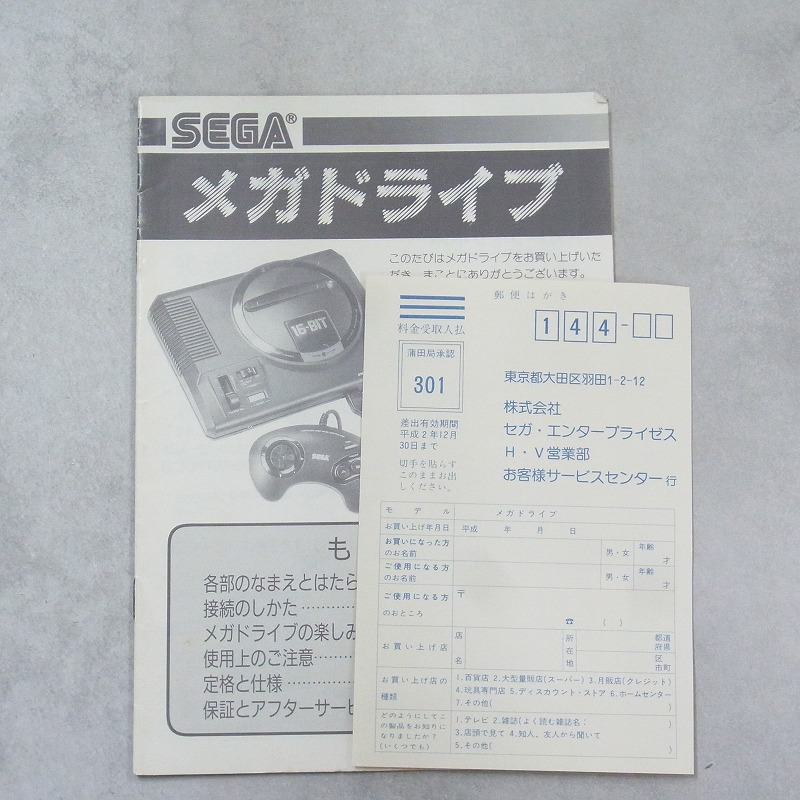 SEGA®
メガドライブ
このたびはメガドライブをお買い上げいた
だき、まことにありがとうございます。
16-BIT
SEGA
も
各部のなまえとはたら
接続のしかた
メガドライブの楽しみ
使用上のご注意
定格と仕様
保証とアフターサービ
郵便はがき
料金受取人払
144-
蒲田局承認
301
差出有効期間
平成2年12月
30日まで
切手を貼らず
このままお出
しください。
東京都大田区羽田1-2-12
株式会社
セガ・エンタープライゼス
H・V営業部
お客様サービスセンター行
モデル メガドライブ
お買い上げ年月日 平成 年 月 日
お買いになった方のお名前 男・女 年齢 才
ご使用になる方のお名前 男・女 年齢 才
ご使用になる方のおところ 〒 ☎ ( )
お買い上げ店 店名 所在地 都道府県 区市町
お買い上げ店の種類
1.百貨店 2.大型量販店(スーパー) 3.月販店(クレジット)
4.玩具専門店 5.ディスカウント・ストア 6.ホームセンター
7.その他( )
どのようにしてこの製品をお知りになりましたか?(いくつでも)
1.テレビ 2.雑誌(よく読む雑誌名: )
3.店頭で見て 4.知人、友人から聞いて
5.その他( )